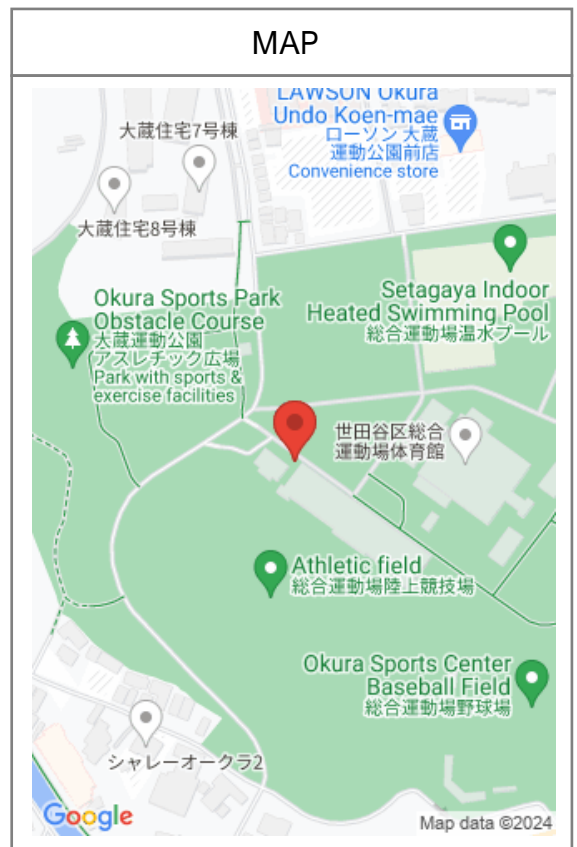 MAP
LAWSON Okura
Undo Koen-mae
ローソン 大蔵
運動公園前店
Convenience store
大蔵住宅7号棟
大蔵住宅8号棟
Setagaya Indoor
Heated Swimming Pool
総合運動場温水プール
Okura Sports Park
Obstacle Course
大蔵運動公園
アスレチック広場
Park with sports &
exercise facilities
世田谷区総合
運動場体育館
Athletic field
総合運動場陸上競技場
Okura Sports Center
Baseball Field
総合運動場野球場
シャレーオークラ2
Google
Map data ©2024